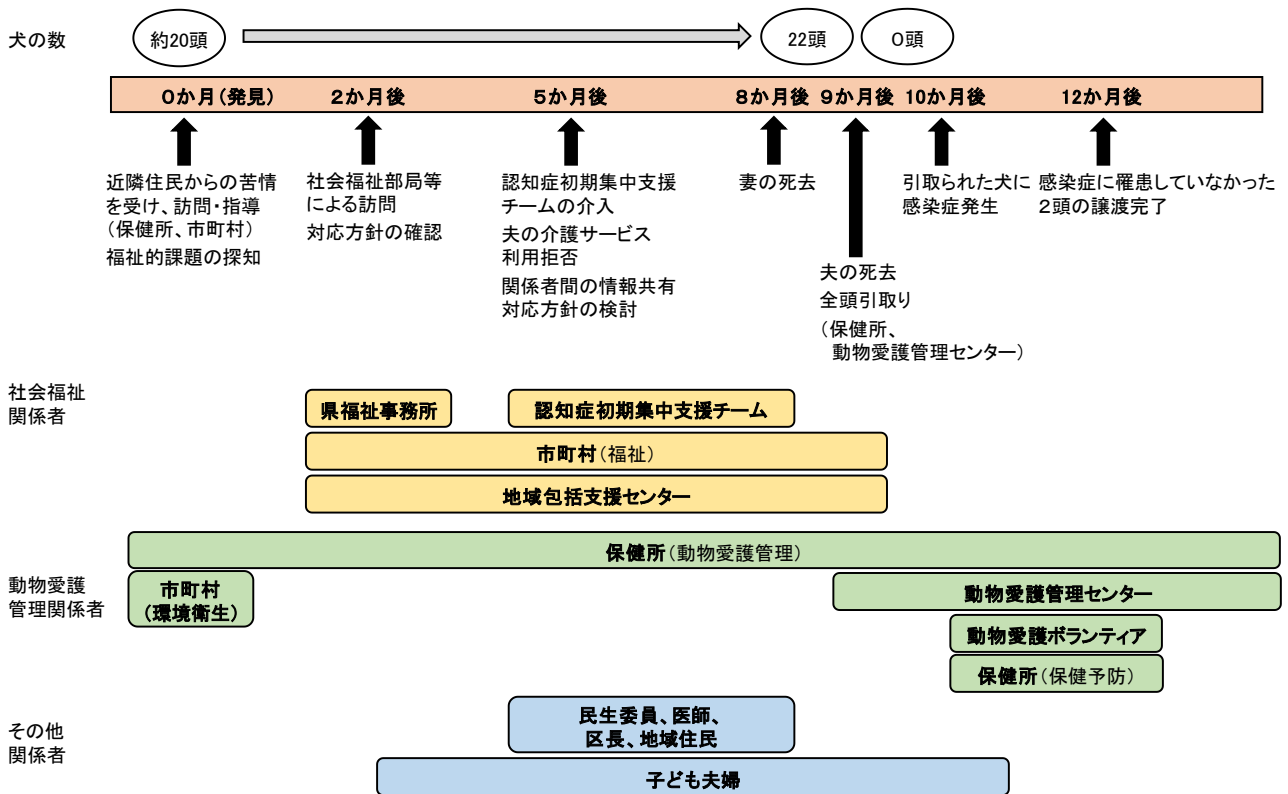 犬の数
約20頭
22頭
0頭
0か月(発見)
2か月後
5か月後
8か月後
9か月後
10か月後
12か月後
近隣住民からの苦情
を受け、訪問・指導
(保健所、市町村)
福祉的課題の探知
社会福祉部局等
による訪問
対応方針の確認
認知症初期集中支援
チームの介入
夫の介護サービス
利用拒否
関係者間の情報共有
対応方針の検討
妻の死去
夫の死去
全頭引取り
(保健所、
動物愛護管理センター)
引取られた犬に
感染症発生
感染症に罹患していなかった
2頭の譲渡完了
社会福祉
関係者
県福祉事務所
認知症初期集中支援チーム
市町村(福祉)
地域包括支援センター
動物愛護
管理関係者
保健所(動物愛護管理)
市町村
(環境衛生)
動物愛護管理センター
動物愛護ボランティア
保健所(保健予防)
その他
関係者
民生委員、医師、
区長、地域住民
子ども夫婦